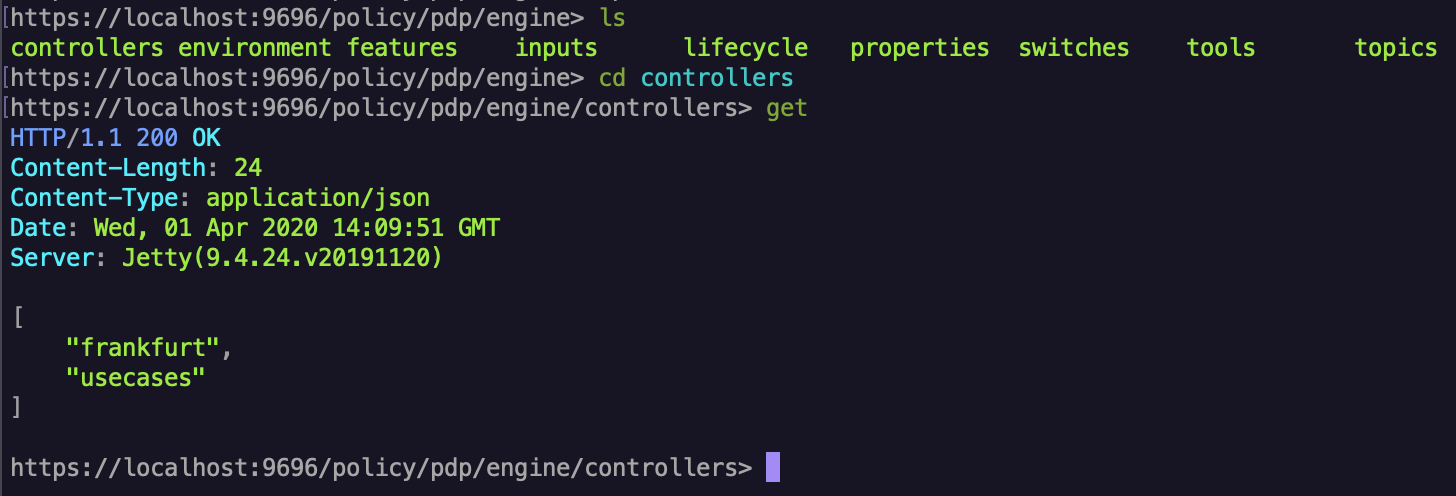 [https://localhost:9696/policy/pdp/engine> ls
controllers environment features    inputs      lifecycle   properties  switches    tools       topics
[https://localhost:9696/policy/pdp/engine> cd controllers
[https://localhost:9696/policy/pdp/engine/controllers> get
HTTP/1.1 200 OK
Content-Length: 24
Content-Type: application/json
Date: Wed, 01 Apr 2020 14:09:51 GMT
Server: Jetty(9.4.24.v20191120)
[
    "frankfurt",
    "usecases"
]
https://localhost:9696/policy/pdp/engine/controllers>